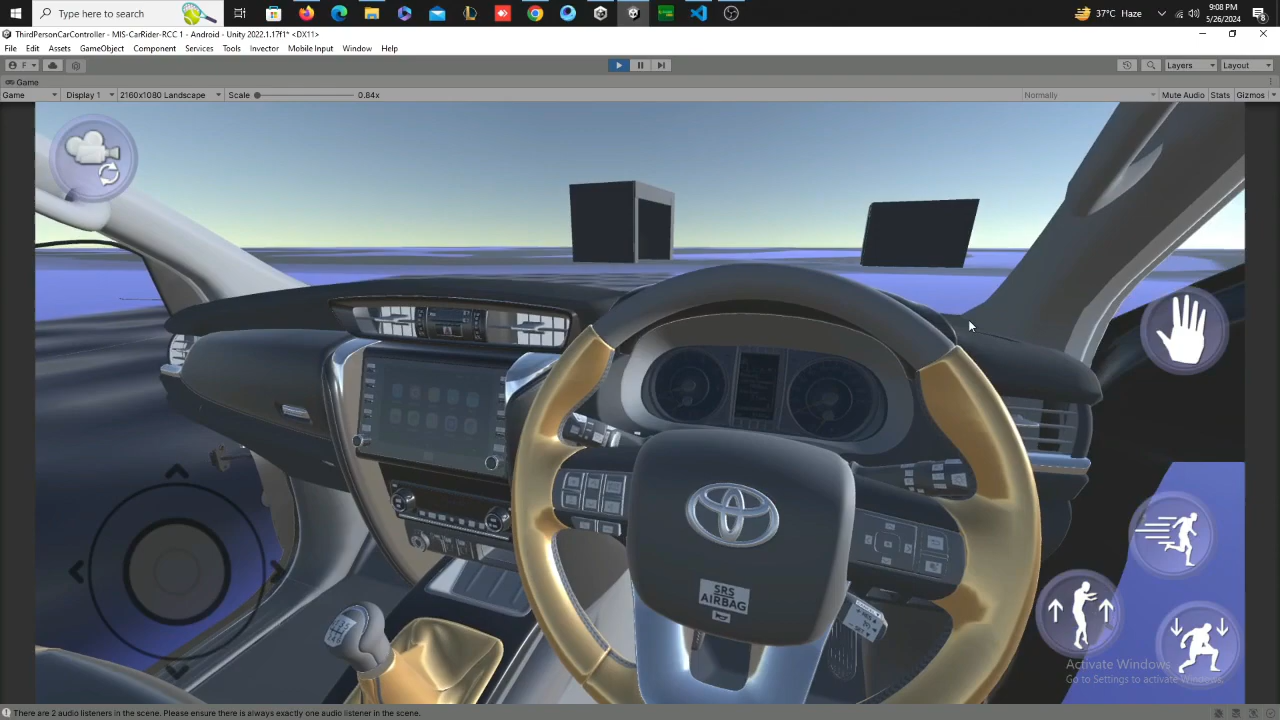 Type here to search
37°C Haze
9:08 PM
5/26/2024
ThirdPersonCarController - MIS-CarRider-RCC 1 - Android - Unity 2022.1.17f1* <DX11>
File Edit Assets GameObject Component Services Tools Invector Mobile Input Window Help
F
Layers
Layout
Game
Game
Display 1
2160x1080 Landscape
Scale
0.84x
Normally
Mute Audio
Stats
Gizmos
SRS
AIRBAG
Activate Windows
Go to Settings to activate Windows.
There are 2 audio listeners in the scene. Please ensure there is always exactly one audio listener in the scene.